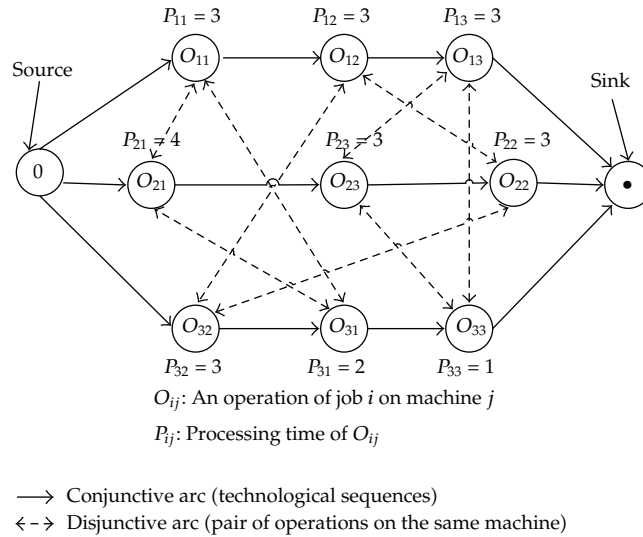 P₁₁ = 3
P₁₂ = 3
P₁₃ = 3
Source
O₁₁
O₁₂
O₁₃
Sink
P₂₁ = 4
P₂₃ = 3
P₂₂ = 3
0
O₂₁
O₂₃
O₂₂
O₃₂
O₃₁
O₃₃
P₃₂ = 3
P₃₁ = 2
P₃₃ = 1
Oᵢⱼ: An operation of job i on machine j
Pᵢⱼ: Processing time of Oᵢⱼ
Conjunctive arc (technological sequences)
Disjunctive arc (pair of operations on the same machine)